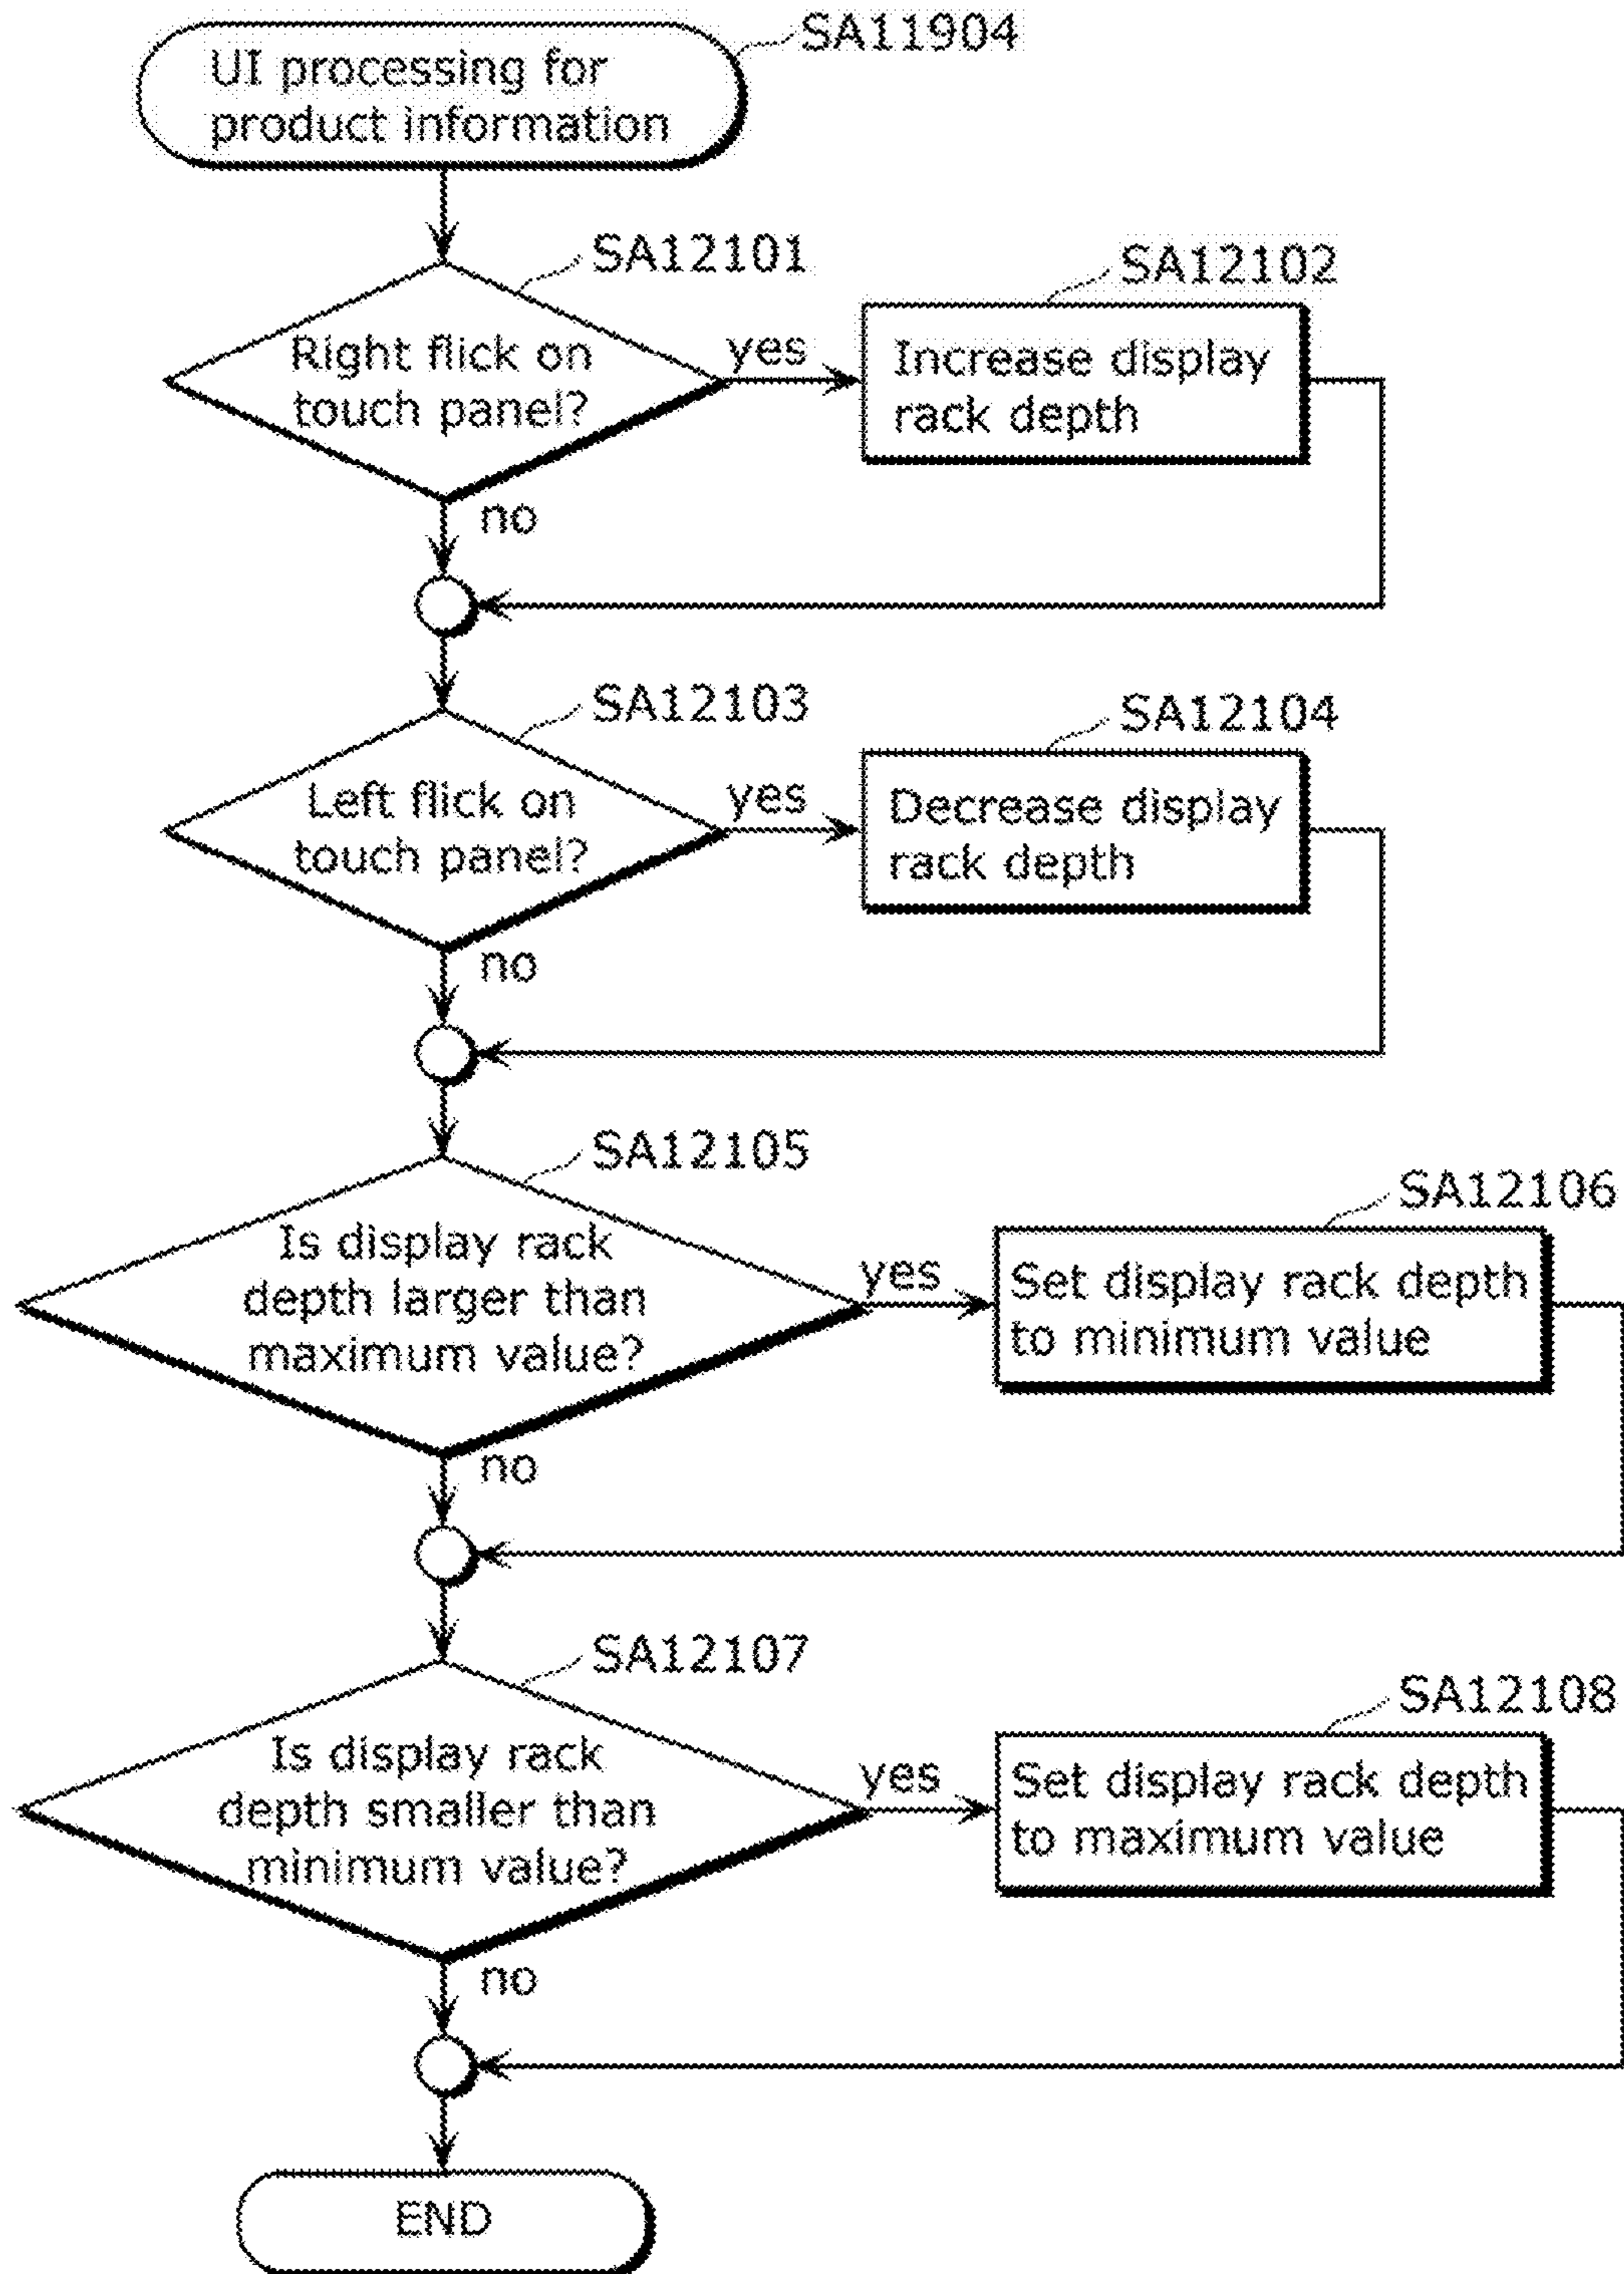 SA11904
UI processing for
product information
SA12101
Right flick on
touch panel?
yes
no
SA12102
Increase display
rack depth
SA12103
Left flick on
touch panel?
yes
no
SA12104
Decrease display
rack depth
SA12105
Is display rack
depth larger than
maximum value?
yes
no
SA12106
Set display rack depth
to minimum value
SA12107
Is display rack
depth smaller than
minimum value?
yes
no
SA12108
Set display rack depth
to maximum value
END